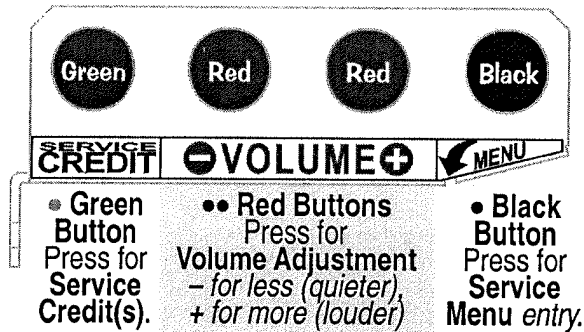 Green Red Red Black
SERVICE
CREDIT
−VOLUME+
MENU
• Green
Button
Press for
Service
Credit(s).
•• Red Buttons
Press for
Volume Adjustment
– for less (quieter),
+ for more (louder)
• Black
Button
Press for
Service
Menu entry